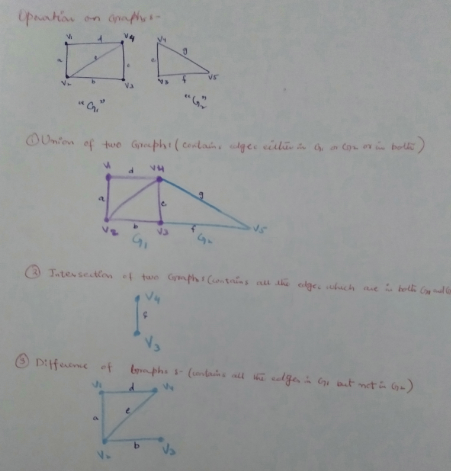 Operation on Graphs:-
V1 d V4
a e c
V2 b V3
"G1"
V4
g
c
V3 f V5
"G2"
① Union of two Graphs (contains edges either in G1 or G2 or in both)
V1 d V4
a c g
V2 b V3 f V5
G1 G2
② Intersection of two Graphs (contains all the edges which are in both G1 and G2
V4
c
V3
③ Difference of Graphs :- (contains all the edges in G1 but not in G2)
V1 d V4
a e
V2 b V3